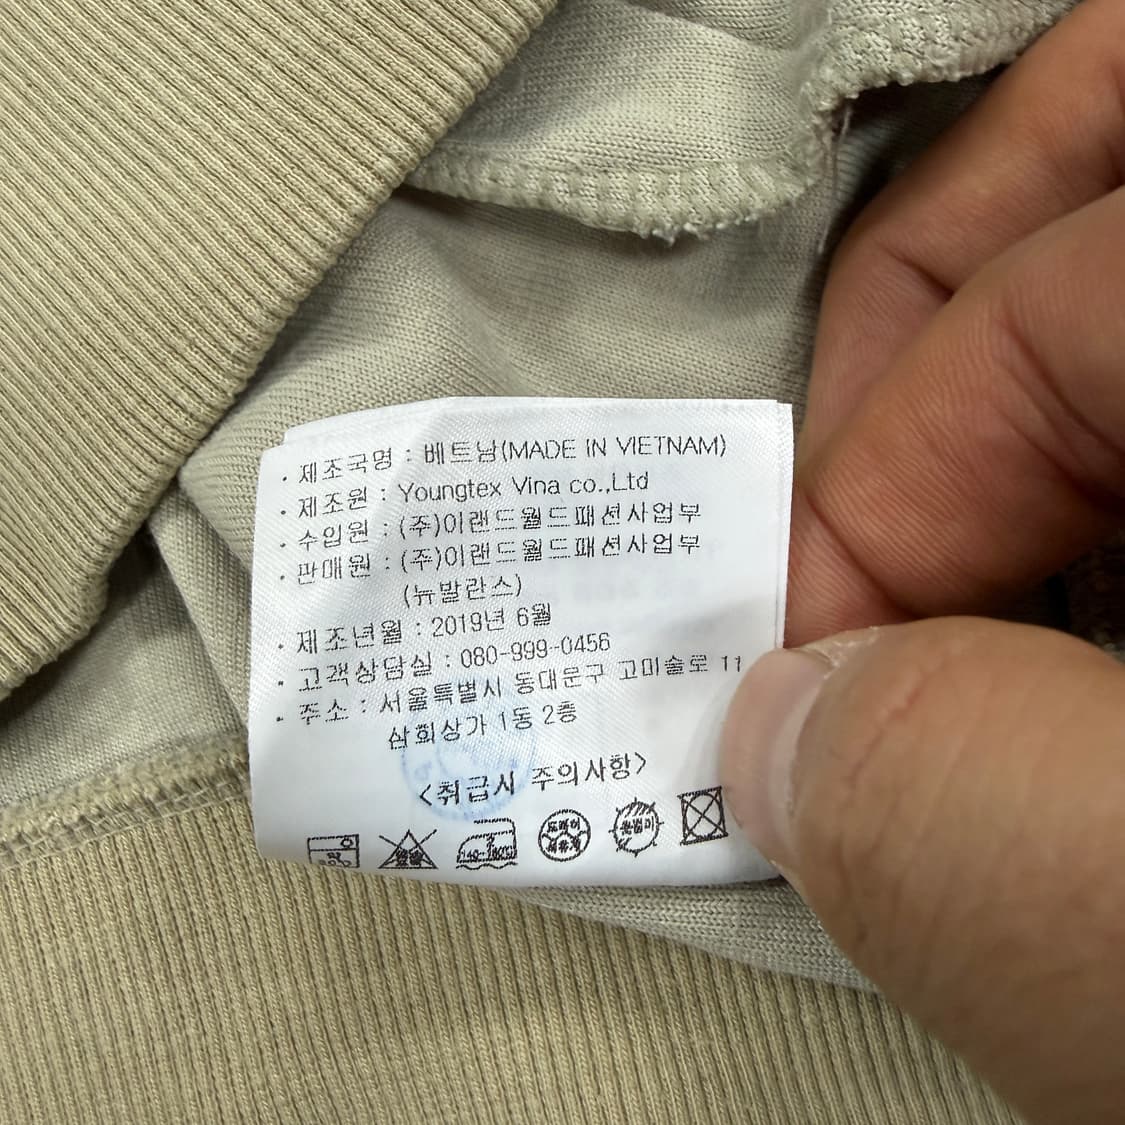 · 제조국명 : 베트남(MADE IN VIETNAM)
· 제조원 : Youngtex Vina co.,Ltd
· 수입원 : (주)이랜드월드패션사업부
· 판매원 : (주)이랜드월드패션사업부
(뉴발란스)
· 제조년월 : 2019년 6월
· 고객상담실 : 080-999-0456
· 주소 : 서울특별시 동대문구 고미술로 11
삼희상가 1동 2층
<취급시 주의사항>
드라이